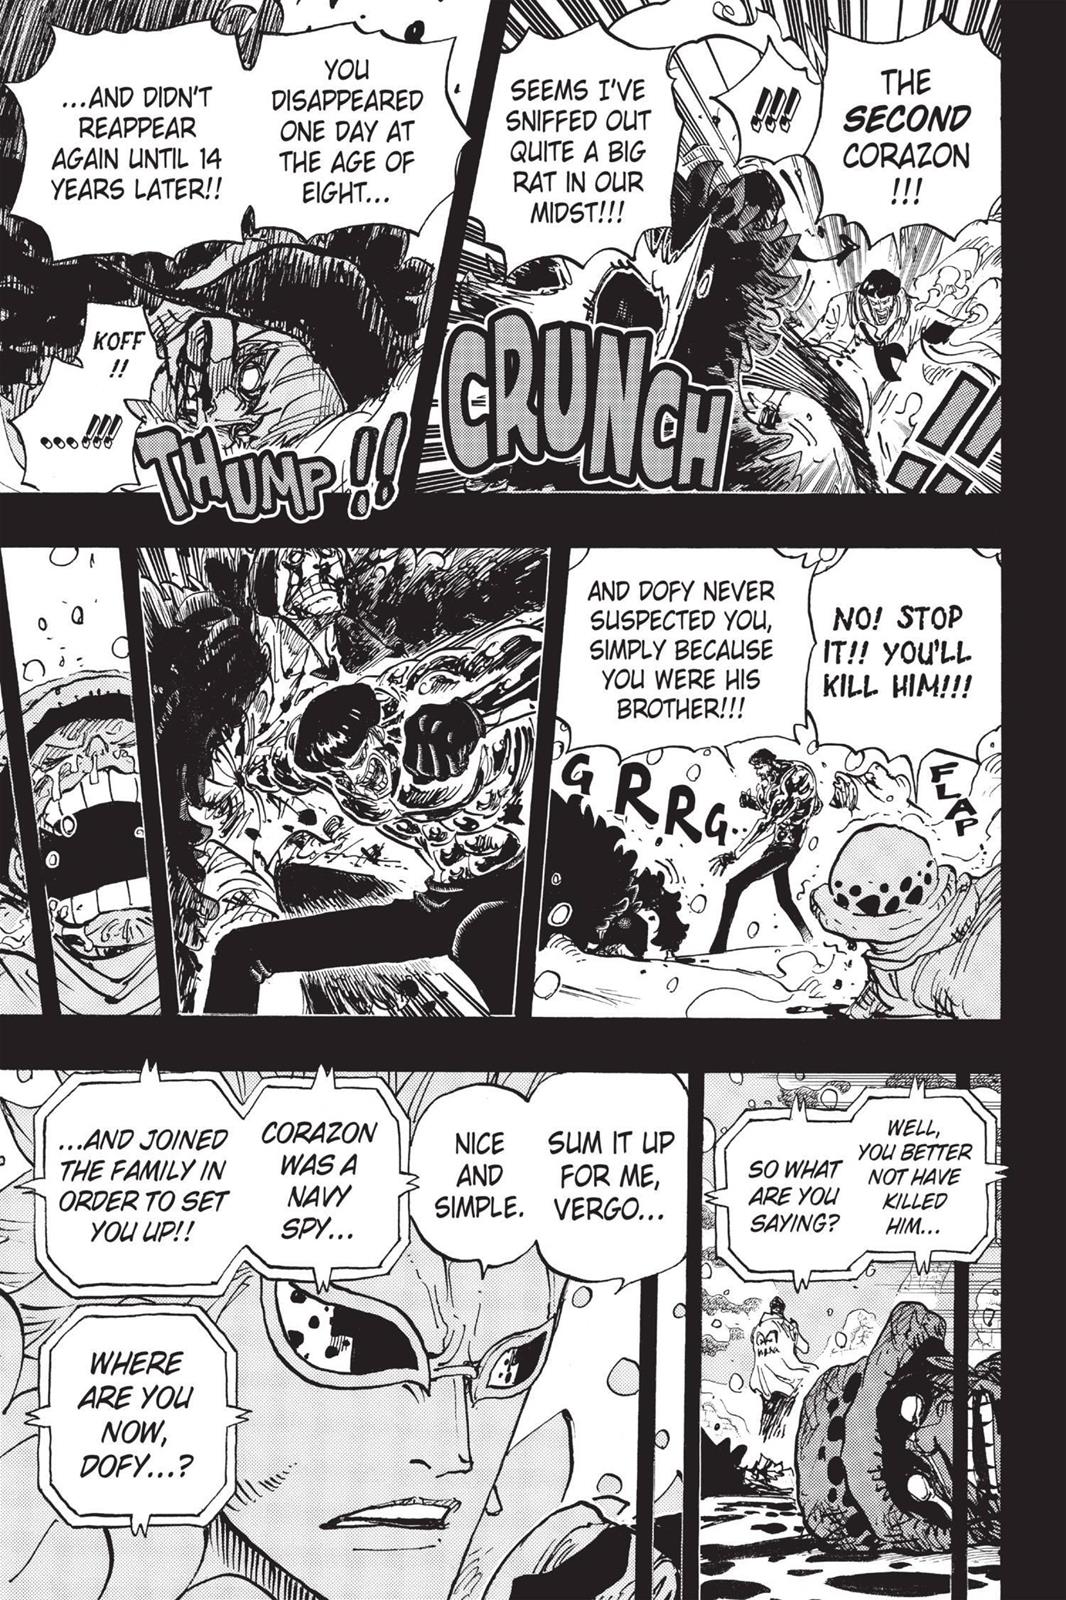 THE
SECOND
CORAZON
!!!
!!!
SEEMS I'VE
SNIFFED OUT
QUITE A BIG
RAT IN OUR
MIDST!!!
CRUNCH
!!
!!
YOU
DISAPPEARED
ONE DAY AT
THE AGE OF
EIGHT...
...AND DIDN'T
REAPPEAR
AGAIN UNTIL 14
YEARS LATER!!
KOFF
!!
...!!!
THUMP!!
NO! STOP
IT!! YOU'LL
KILL HIM!!!
AND DOFY NEVER
SUSPECTED YOU,
SIMPLY BECAUSE
YOU WERE HIS
BROTHER!!!
FLAP
GRRG...
WELL,
YOU BETTER
NOT HAVE
KILLED
HIM...
SO WHAT
ARE YOU
SAYING?
SUM IT UP
FOR ME,
VERGO...
NICE
AND
SIMPLE.
CORAZON
WAS A
NAVY
SPY...
...AND JOINED
THE FAMILY IN
ORDER TO SET
YOU UP!!
WHERE
ARE YOU
NOW,
DOFY...?